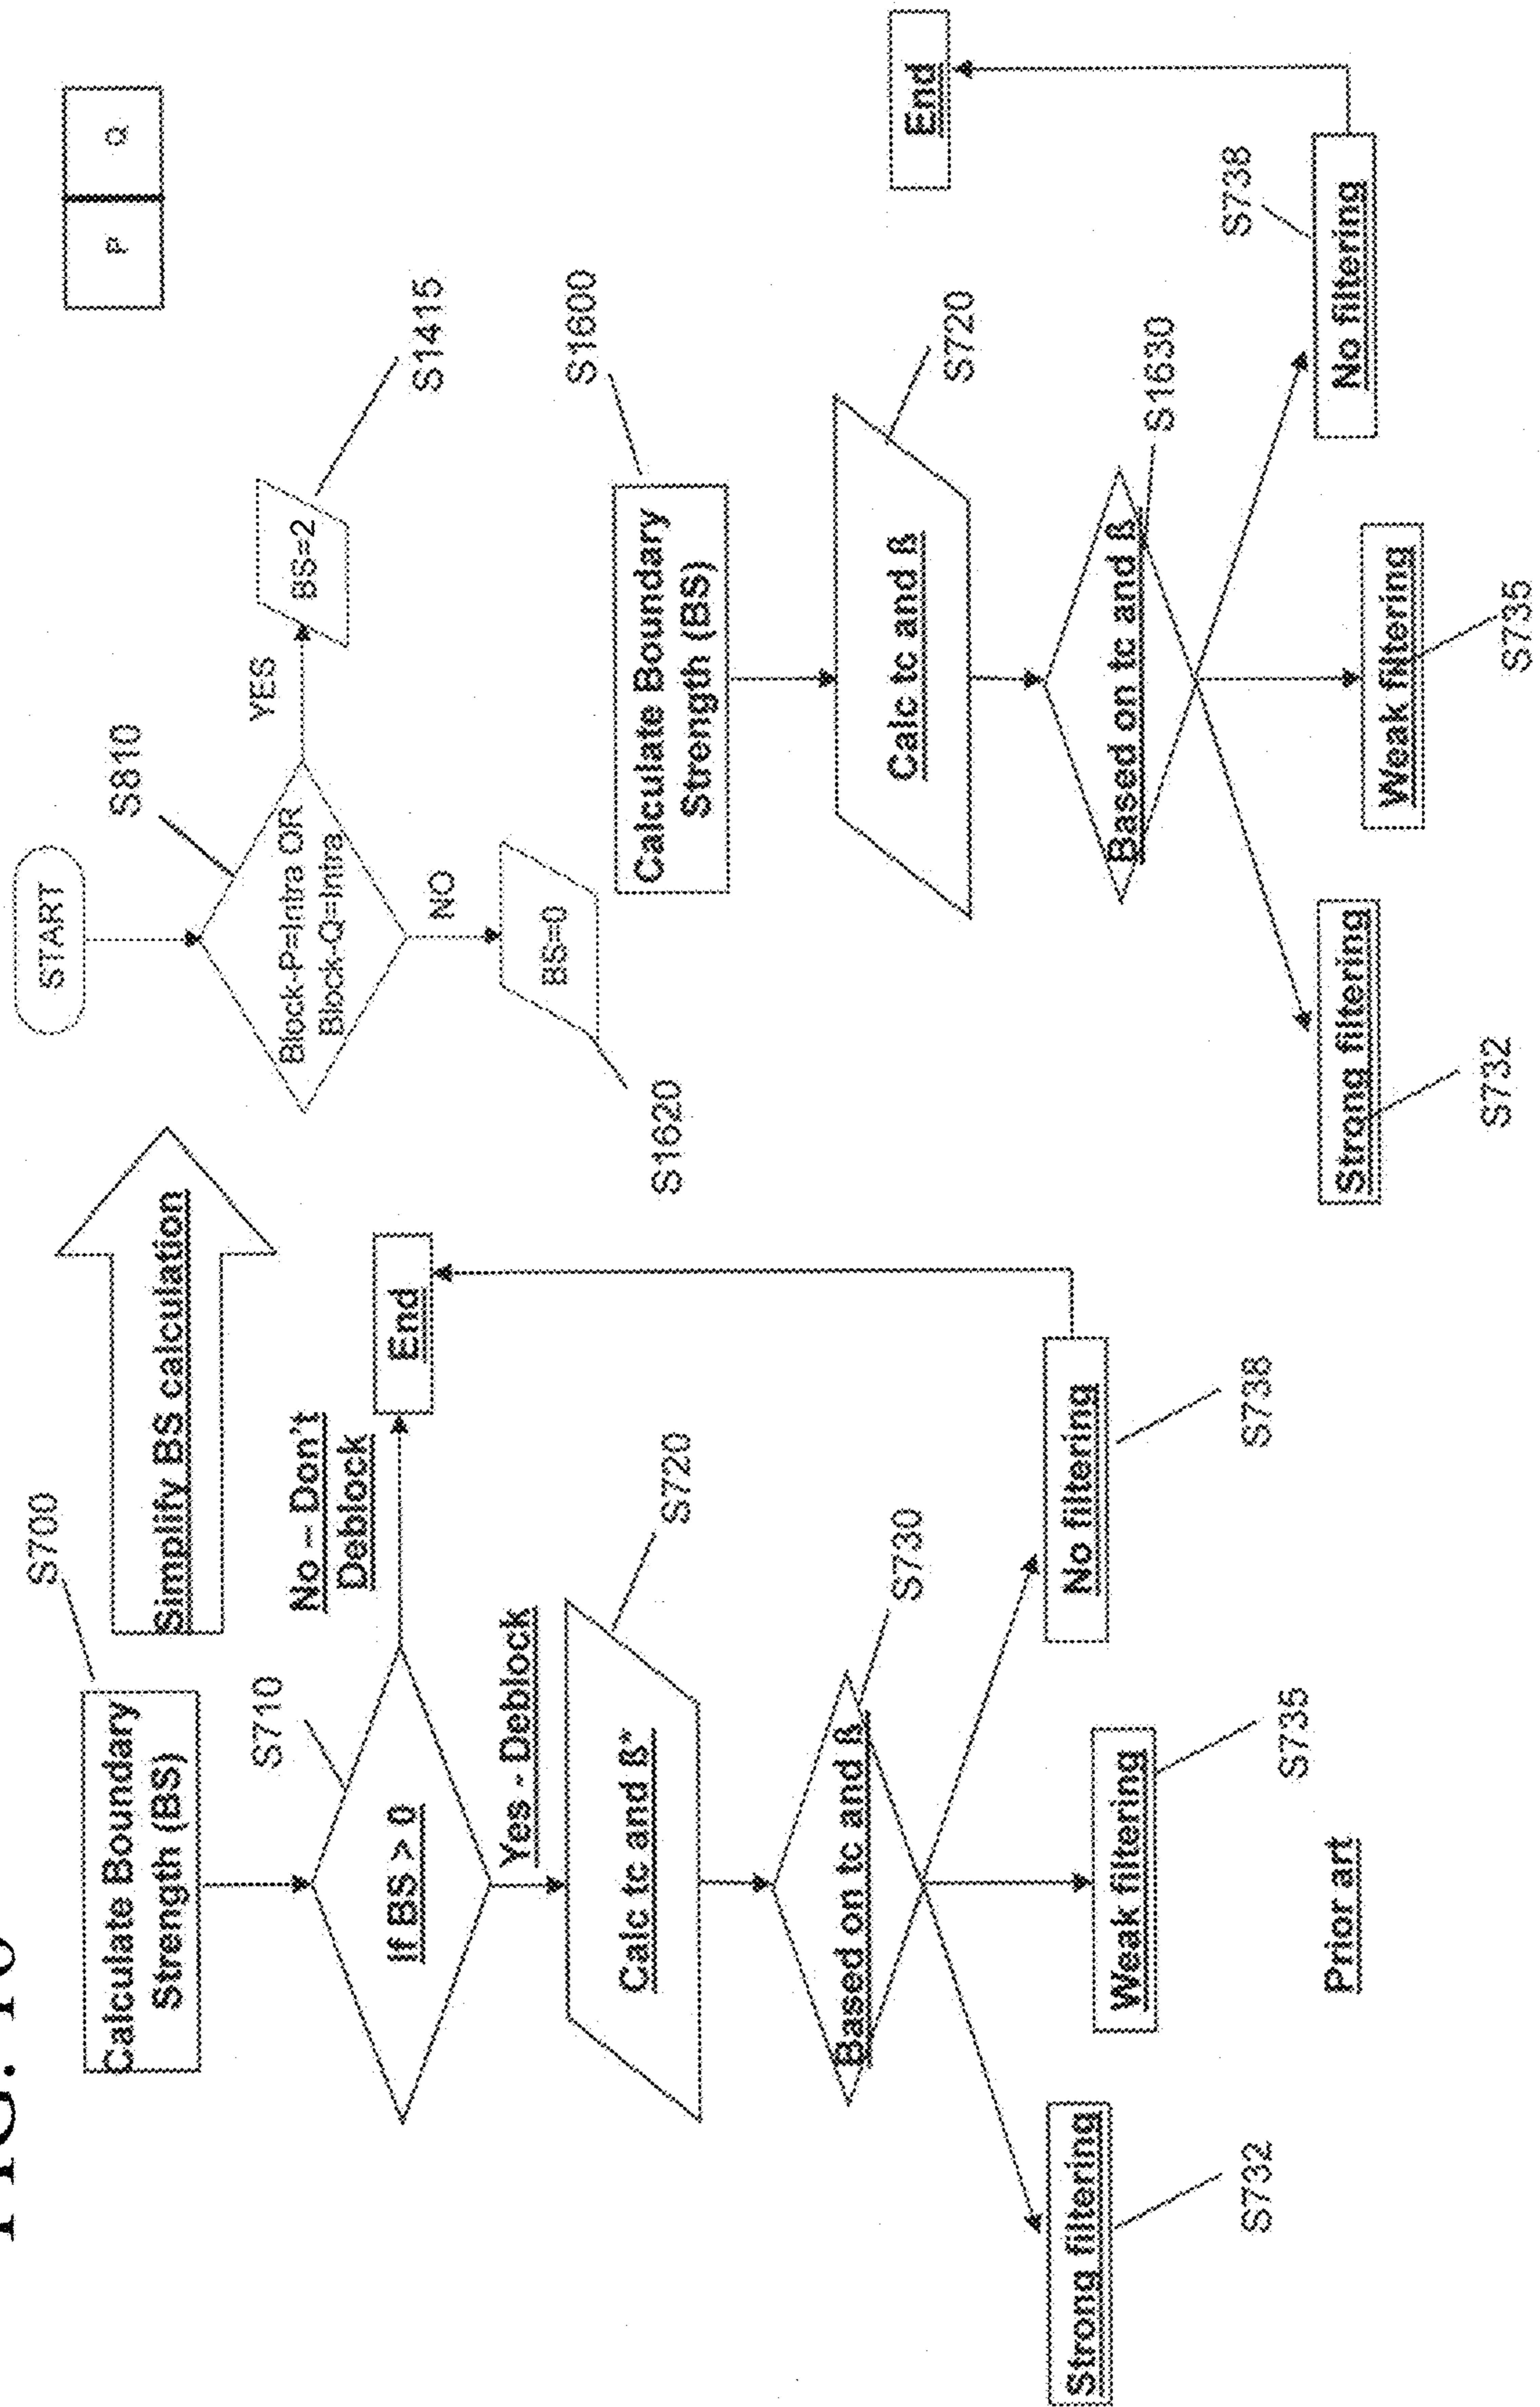 FIG. 16
S700
Calculate Boundary
Strength (BS)
S710
If BS > 0
No – Don't
Deblock
End
Yes - Deblock
Calc tc and ß*
S720
Based on tc and ß
S730
Strong filtering
S732
Weak filtering
S735
No filtering
S738
Prior art
Simplify BS calculation
START
S810
Block-P=Intra OR
Block-Q=Intra
YES
BS=2
S1415
NO
BS=0
S1620
P
Q
Calculate Boundary
Strength (BS)
S1600
Calc tc and ß
S720
Based on tc and ß
S1630
Strong filtering
S732
Weak filtering
S735
No filtering
S738
End